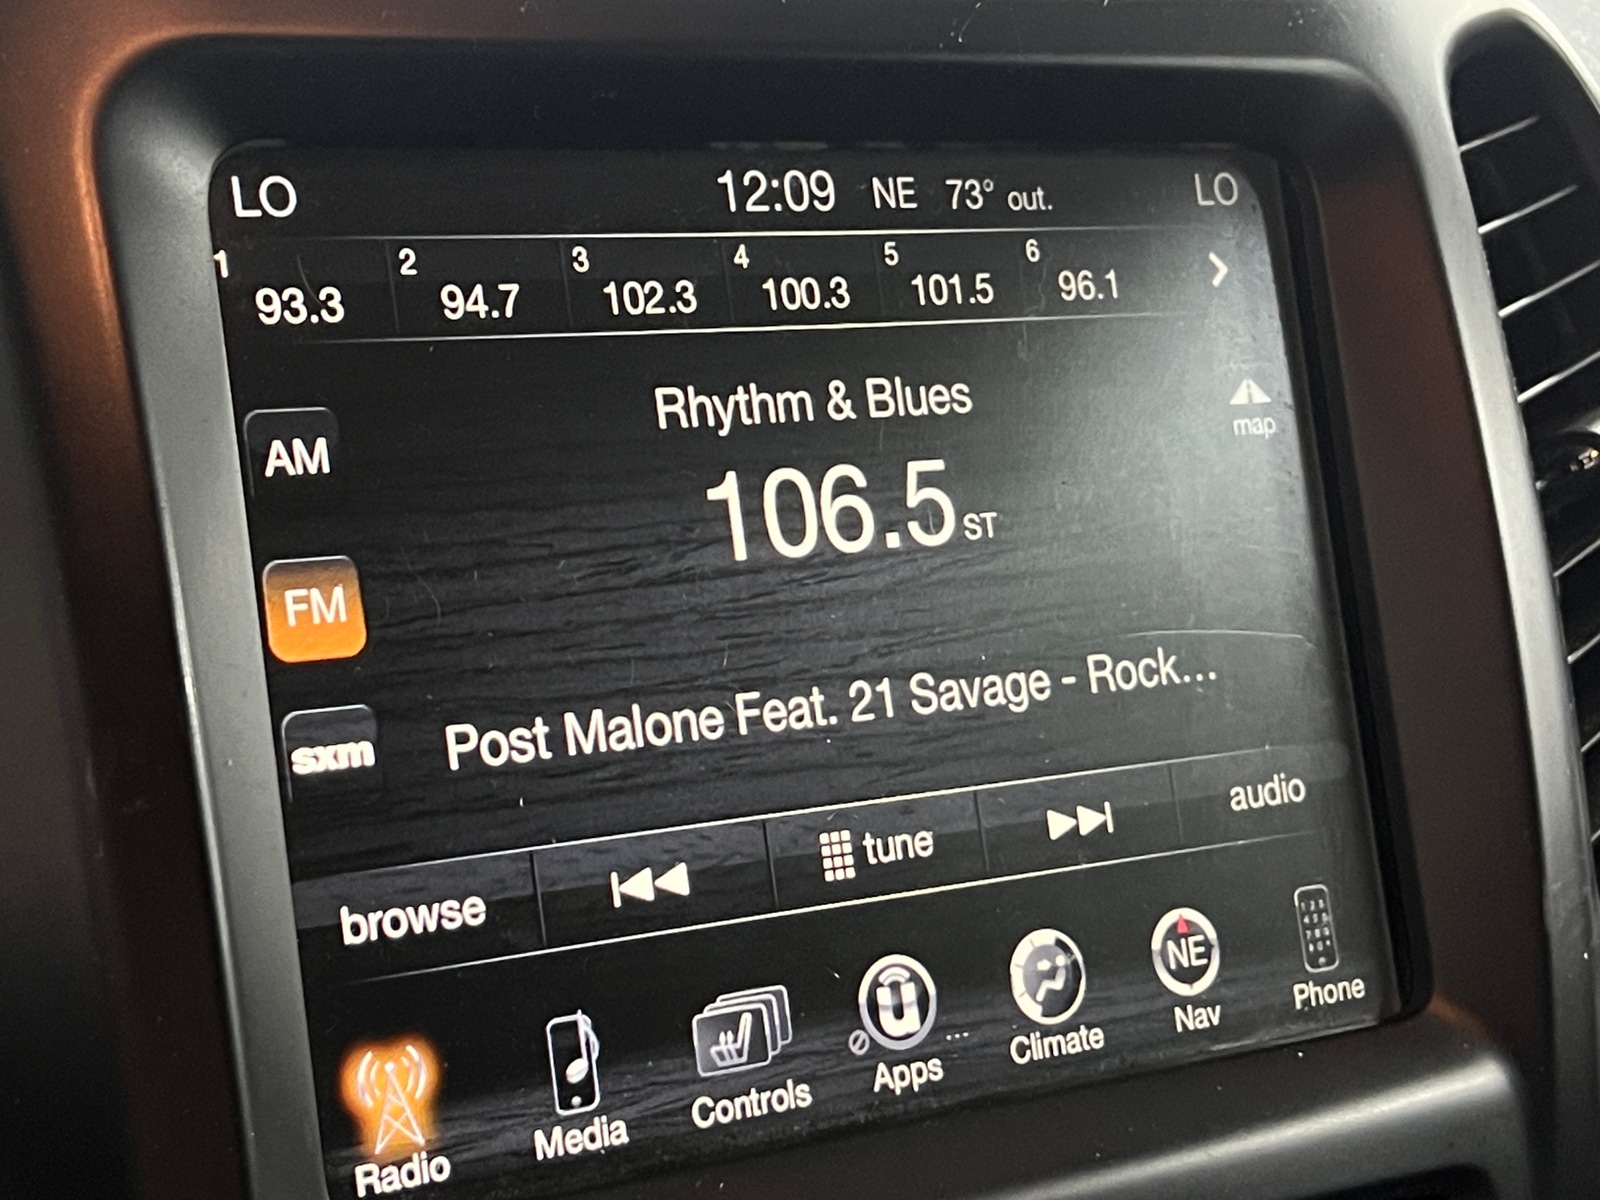 LO 12:09 NE 73° out. LO
1 93.3 2 94.7 3 102.3 4 100.3 5 101.5 6 96.1
Rhythm & Blues
map
AM
106.5 ST
FM
Post Malone Feat. 21 Savage - Rock...
sxm
browse tune audio
NE
Radio Media Controls Apps Climate Nav Phone